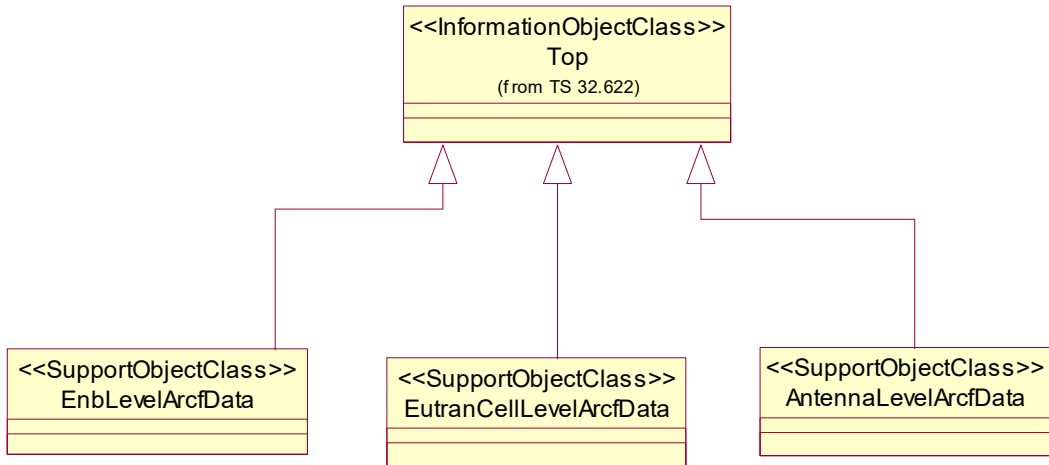 <<InformationObjectClass>>
Top
(from TS 32.622)
<<SupportObjectClass>>
EnbLevelArcfData
<<SupportObjectClass>>
EutranCellLevelArcfData
<<SupportObjectClass>>
AntennaLevelArcfData